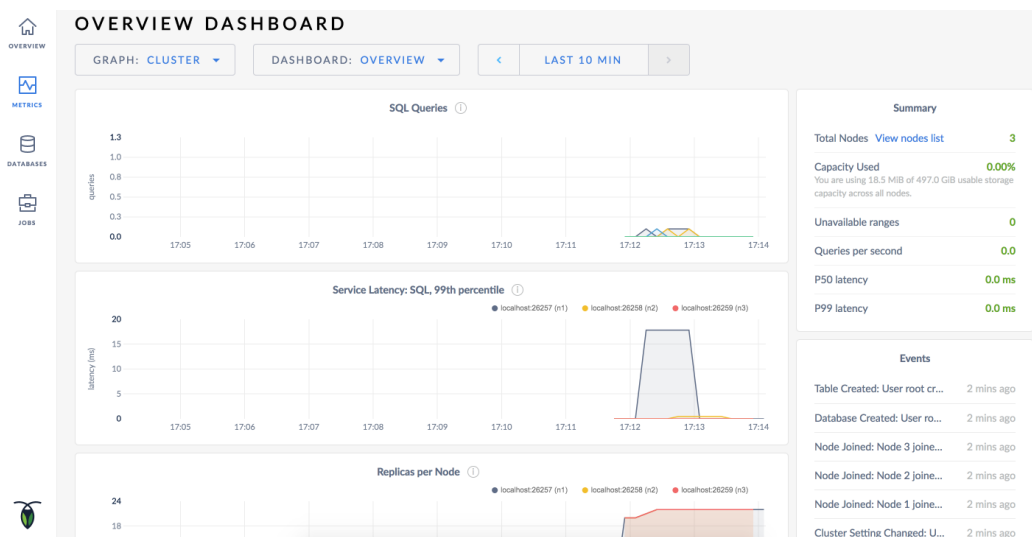 OVERVIEW DASHBOARD
OVERVIEW
METRICS
DATABASES
JOBS
GRAPH: CLUSTER
DASHBOARD: OVERVIEW
< LAST 10 MIN >
SQL Queries
queries
1.3
1.0
0.8
0.5
0.3
0.0
17:05 17:06 17:07 17:08 17:09 17:10 17:11 17:12 17:13 17:14
Service Latency: SQL, 99th percentile
localhost:26257 (n1) localhost:26258 (n2) localhost:26259 (n3)
latency (ms)
20
15
10
5
0
17:05 17:06 17:07 17:08 17:09 17:10 17:11 17:12 17:13 17:14
Replicas per Node
localhost:26257 (n1) localhost:26258 (n2) localhost:26259 (n3)
24
18
Summary
Total Nodes View nodes list 3
Capacity Used 0.00%
You are using 18.5 MiB of 497.0 GiB usable storage
capacity across all nodes.
Unavailable ranges 0
Queries per second 0.0
P50 latency 0.0 ms
P99 latency 0.0 ms
Events
Table Created: User root cr... 2 mins ago
Database Created: User ro... 2 mins ago
Node Joined: Node 3 joine... 2 mins ago
Node Joined: Node 2 joine... 2 mins ago
Node Joined: Node 1 joine... 2 mins ago
Cluster Setting Changed: U... 2 mins ago